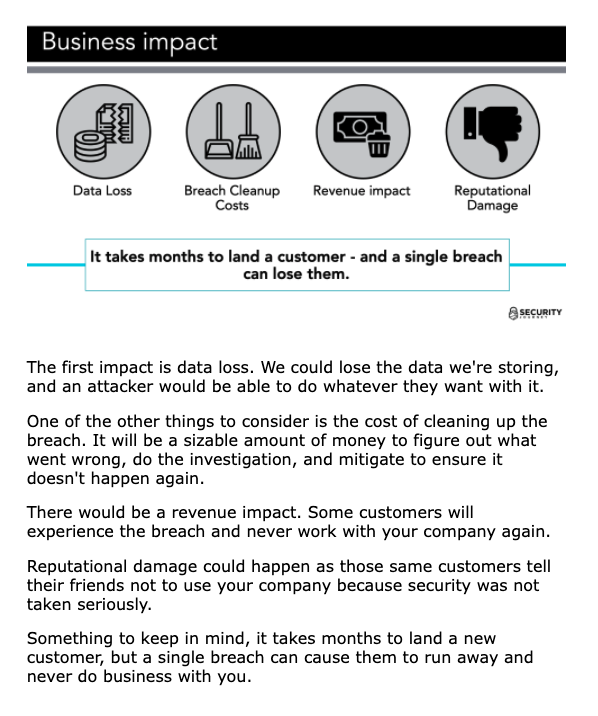 Business impact
Data Loss
Breach Cleanup
Costs
Revenue impact
Reputational
Damage
It takes months to land a customer - and a single breach
can lose them.
SECURITY
JOURNEY
The first impact is data loss. We could lose the data we're storing,
and an attacker would be able to do whatever they want with it.
One of the other things to consider is the cost of cleaning up the
breach. It will be a sizable amount of money to figure out what
went wrong, do the investigation, and mitigate to ensure it
doesn't happen again.
There would be a revenue impact. Some customers will
experience the breach and never work with your company again.
Reputational damage could happen as those same customers tell
their friends not to use your company because security was not
taken seriously.
Something to keep in mind, it takes months to land a new
customer, but a single breach can cause them to run away and
never do business with you.